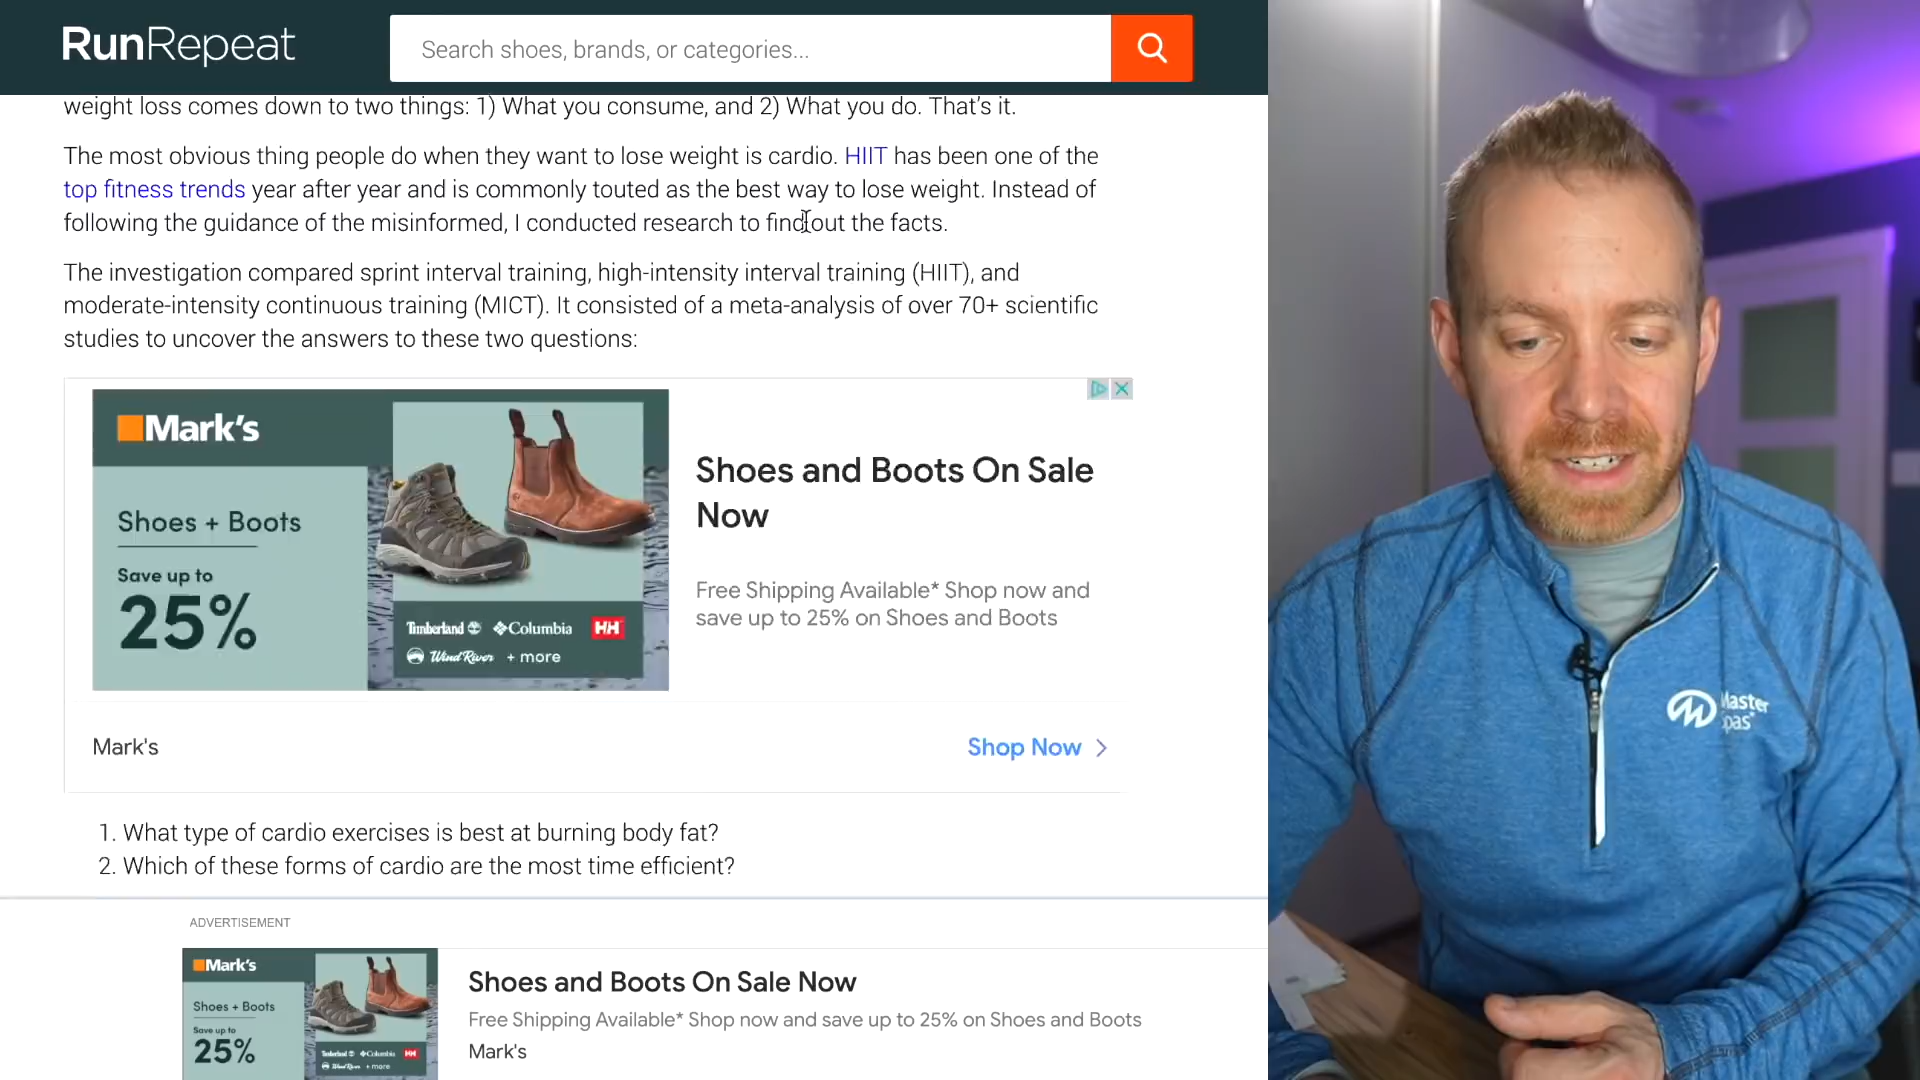 RunRepeat
Search shoes, brands, or categories...
weight loss comes down to two things: 1) What you consume, and 2) What you do. That's it.
The most obvious thing people do when they want to lose weight is cardio. HIIT has been one of the
top fitness trends year after year and is commonly touted as the best way to lose weight. Instead of
following the guidance of the misinformed, I conducted research to find out the facts.
The investigation compared sprint interval training, high-intensity interval training (HIIT), and
moderate-intensity continuous training (MICT). It consisted of a meta-analysis of over 70+ scientific
studies to uncover the answers to these two questions:
Mark's
Shoes + Boots
Save up to
25%
Timberland Columbia HH
WindRiver + more
Shoes and Boots On Sale
Now
Free Shipping Available* Shop now and
save up to 25% on Shoes and Boots
Mark's
Shop Now
1. What type of cardio exercises is best at burning body fat?
2. Which of these forms of cardio are the most time efficient?
ADVERTISEMENT
Mark's
Shoes + Boots
Save up to
25%
Timberland Columbia HH
+ more
Shoes and Boots On Sale Now
Free Shipping Available* Shop now and save up to 25% on Shoes and Boots
Mark's
Master
Spas